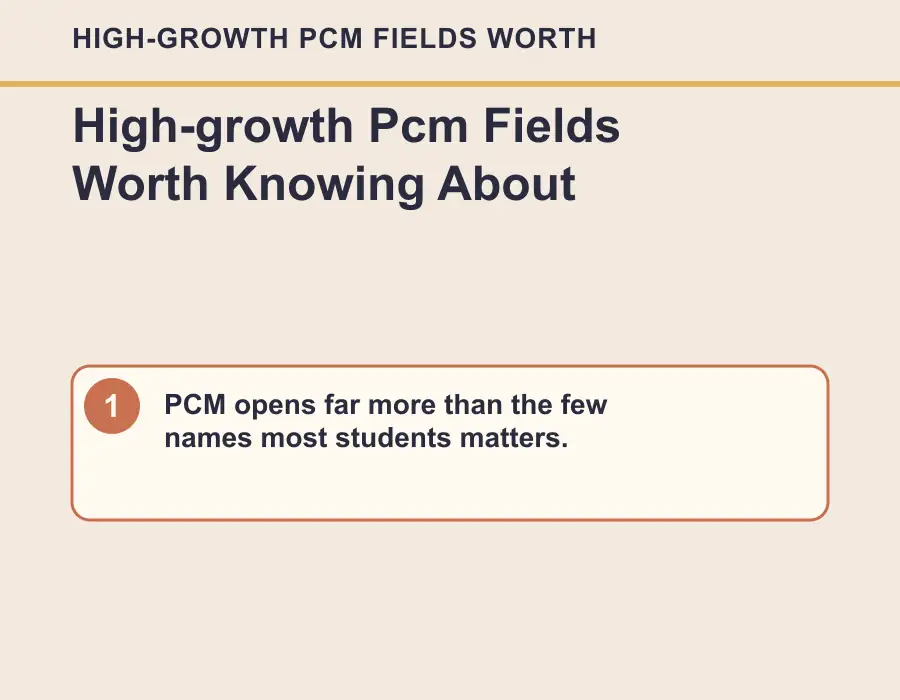 HIGH-GROWTH PCM FIELDS WORTH
High-growth Pcm Fields
Worth Knowing About
1
PCM opens far more than the few
names most students matters.